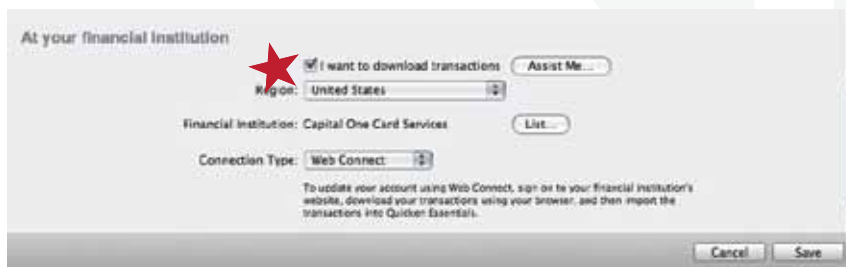 At your financial institution
I want to download transactions Assist Me...
Region: United States
Financial Institution: Capital One Card Services List...
Connection Type: Web Connect
To update your account using Web Connect, sign on to your financial institution's
website, download your transactions using your browser, and then import the
transactions into Quicken Essentials.
Cancel Save